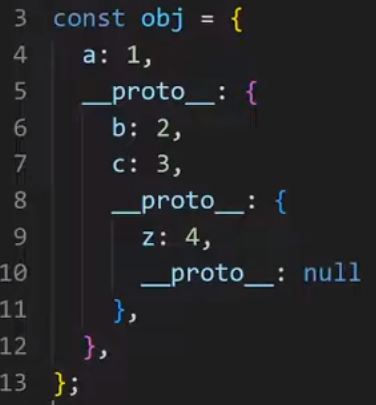 3 const obj = {
4   a: 1,
5   __proto__: {
6     b: 2,
7     c: 3,
8     __proto__: {
9       z: 4,
10       __proto__: null
11     },
12   },
13 };